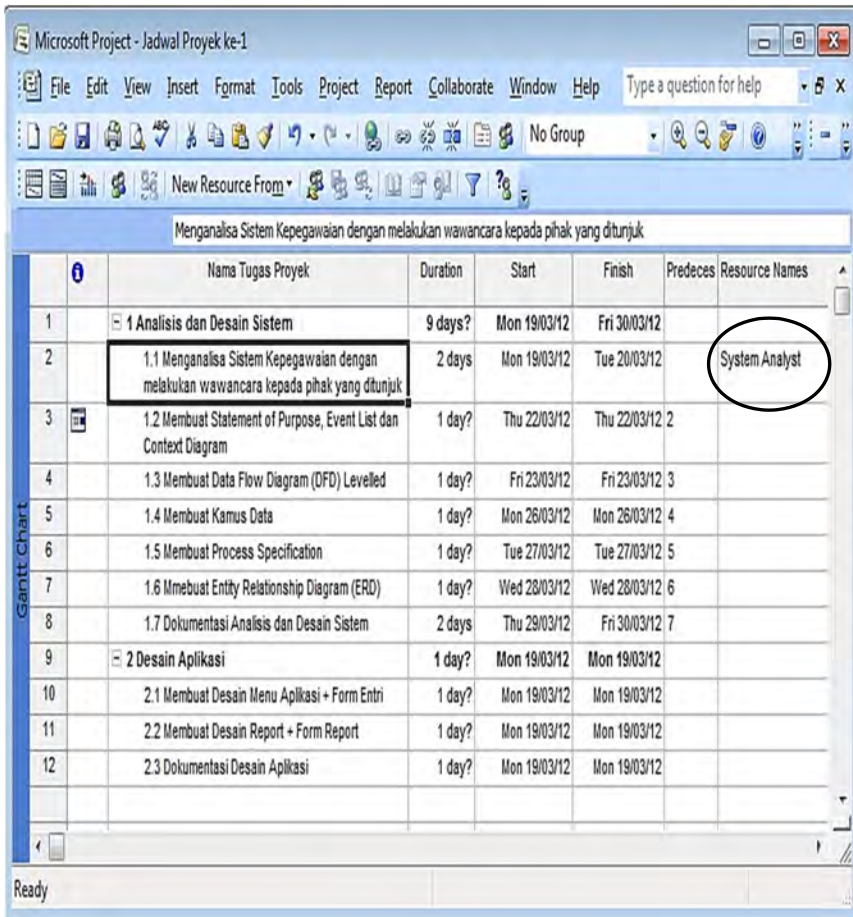 Microsoft Project - Jadwal Proyek ke-1
File Edit View Insert Format Tools Project Report Collaborate Window Help Type a question for help
No Group
New Resource From
Menganalisa Sistem Kepegawaian dengan melakukan wawancara kepada pihak yang ditunjuk
Nama Tugas Proyek Duration Start Finish Predeces Resource Names
1 1 Analisis dan Desain Sistem 9 days? Mon 19/03/12 Fri 30/03/12
2 1.1 Menganalisa Sistem Kepegawaian dengan melakukan wawancara kepada pihak yang ditunjuk 2 days Mon 19/03/12 Tue 20/03/12 System Analyst
3 1.2 Membuat Statement of Purpose, Event List dan Context Diagram 1 day? Thu 22/03/12 Thu 22/03/12 2
4 1.3 Membuat Data Flow Diagram (DFD) Levelled 1 day? Fri 23/03/12 Fri 23/03/12 3
5 1.4 Membuat Kamus Data 1 day? Mon 26/03/12 Mon 26/03/12 4
6 1.5 Membuat Process Specification 1 day? Tue 27/03/12 Tue 27/03/12 5
7 1.6 Mmebuat Entity Relationship Diagram (ERD) 1 day? Wed 28/03/12 Wed 28/03/12 6
8 1.7 Dokumentasi Analisis dan Desain Sistem 2 days Thu 29/03/12 Fri 30/03/12 7
9 2 Desain Aplikasi 1 day? Mon 19/03/12 Mon 19/03/12
10 2.1 Membuat Desain Menu Aplikasi + Form Entri 1 day? Mon 19/03/12 Mon 19/03/12
11 2.2 Membuat Desain Report + Form Report 1 day? Mon 19/03/12 Mon 19/03/12
12 2.3 Dokumentasi Desain Aplikasi 1 day? Mon 19/03/12 Mon 19/03/12
Gantt Chart
Ready